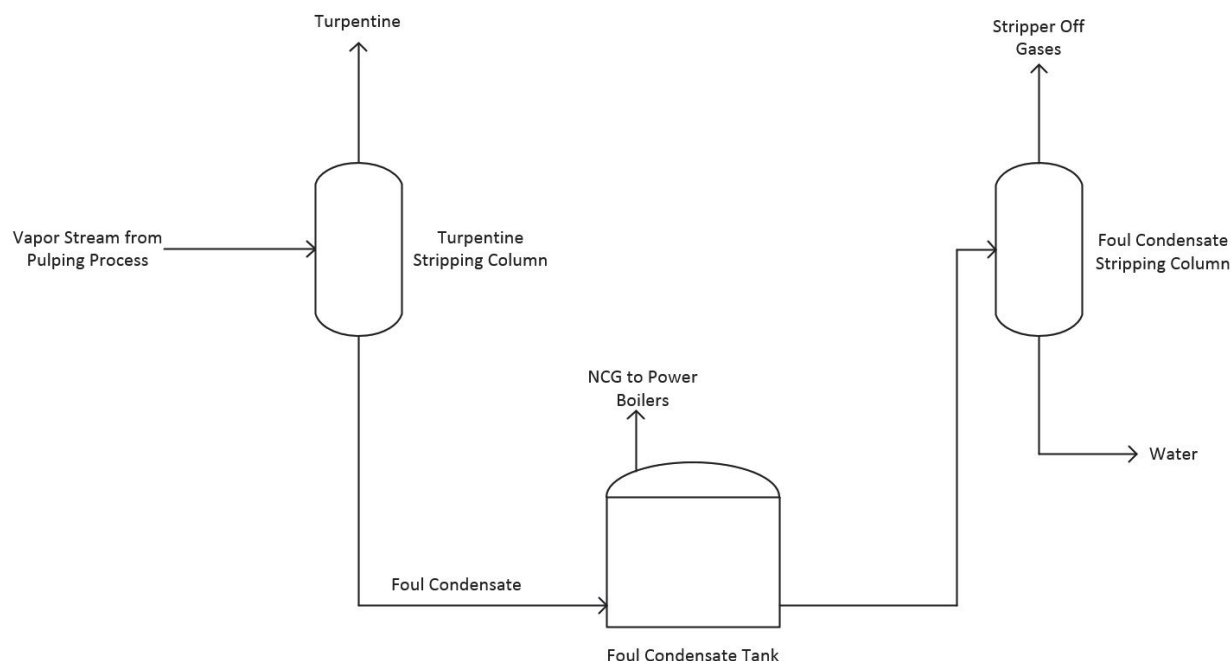 Turpentine
Stripper Off
Gases
Vapor Stream from
Pulping Process
Turpentine
Stripping Column
Foul Condensate
Stripping Column
NCG to Power
Boilers
Water
Foul Condensate
Foul Condensate Tank